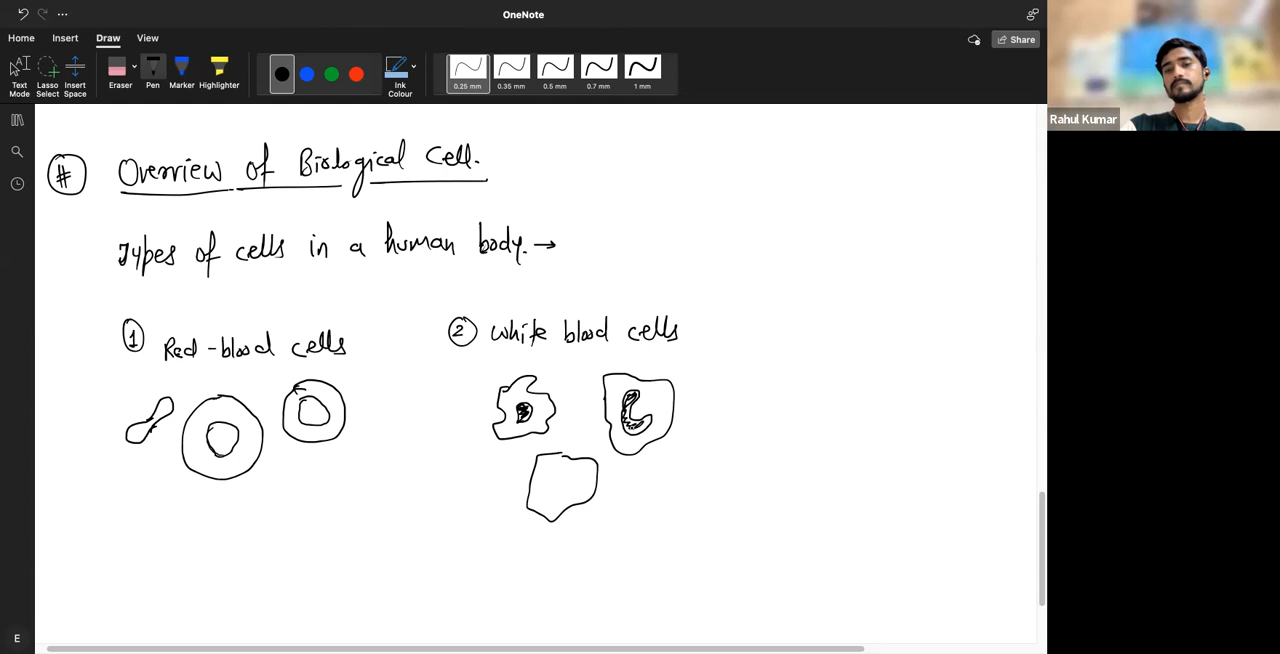 OneNote
Home Insert Draw View
Share
Text Mode
Lasso Select
Insert Space
Eraser
Pen
Marker
Highlighter
Ink Colour
0.25 mm
0.35 mm
0.5 mm
0.7 mm
1 mm
Rahul Kumar
# Overview of Biological Cell.
Types of cells in a human body. →
1 Red-blood cells
2 White blood cells
E